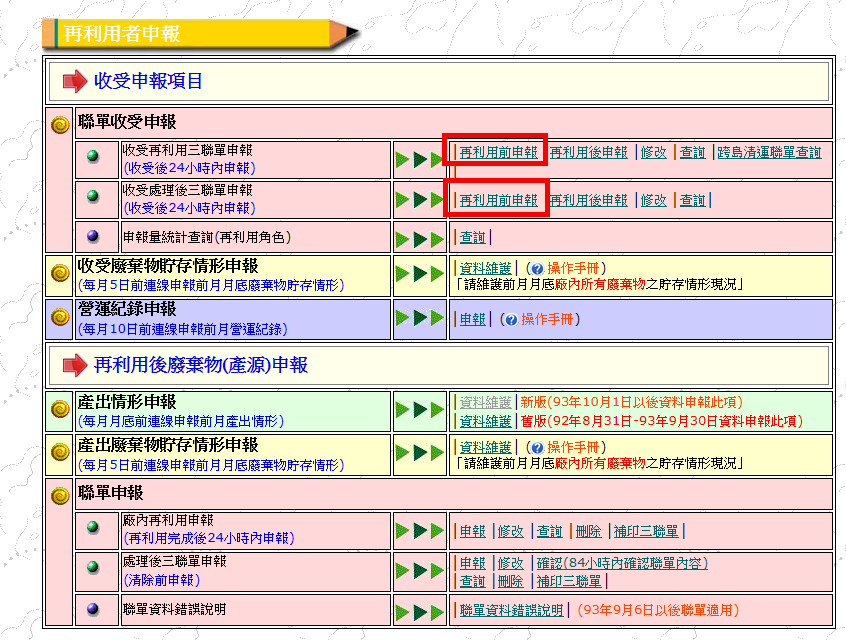 再利用者申報
收受申報項目
聯單收受申報
收受再利用三聯單申報
(收受後24小時內申報)
|再利用前申報 |再利用後申報 |修改 |查詢 |跨島清運聯單查詢
|
收受處理後三聯單申報
(收受後24小時內申報)
|再利用前申報 |再利用後申報 |修改 |查詢|
申報量統計查詢(再利用角色)
|查詢|
收受廢棄物貯存情形申報
(每月5日前連線申報前月月底廢棄物貯存情形)
|資料維護| (?操作手冊)
「請維護前月月底廠內所有廢棄物之貯存情形現況」
營運紀錄申報
(每月10日前連線申報前月營運紀錄)
|申報| (?操作手冊)
再利用後廢棄物(產源)申報
產出情形申報
(每月月底前連線申報前月產出情形)
|資料維護|新版(93年10月1日以後資料申報此項)
|資料維護|舊版(92年8月31日-93年9月30日資料申報此項)
產出廢棄物貯存情形申報
(每月5日前連線申報前月月底廢棄物貯存情形)
|資料維護| (?操作手冊)
「請維護前月月底廠內所有廢棄物之貯存情形現況」
聯單申報
廠內再利用申報
(再利用完成後24小時內申報)
|申報 |修改 |查詢 |刪除 |補印三聯單|
處理後三聯單申報
(清除前申報)
|申報 |修改 |確認(84小時內確認聯單內容)
|查詢 |刪除 |補印三聯單|
聯單資料錯誤說明
|聯單資料錯誤說明| (93年9月6日以後聯單適用)